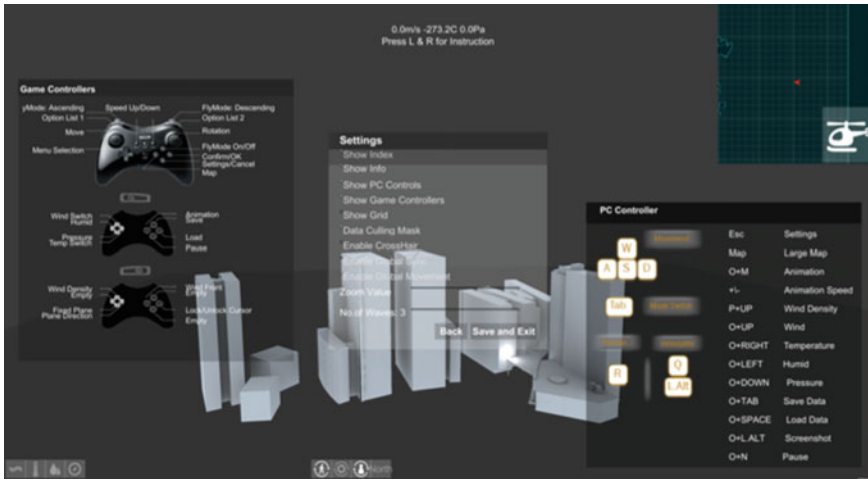 0.0m/s -273.2C 0.0Pa
Press L & R for Instruction
Game Controllers
yMode: Ascending
Speed Up/Down
FlyMode: Descending
Option List 1
Option List 2
Move
Rotation
Menu Selection
FlyMode On/Off
Confirm/OK
Settings/Cancel
Map
Wind Switch
Humid
Animation
Save
Pressure
Temp Switch
Load
Pause
Wind Density
Empty
Wind Front
Empty
Fixed Plane
Plane Direction
Lock/Unlock Cursor
Empty
Settings
Show Index
Show Info
Show PC Controls
Show Game Controllers
Show Grid
Data Culling Mask
Enable CrossHair
Enable Global Movement
Zoom Value
No.of Waves: 3
Back Save and Exit
PC Controller
W
A S D
Tab
R
Q
L.Alt
Esc Settings
Map Large Map
O+M Animation
+\- Animation Speed
P+UP Wind Density
O+UP Wind
O+RIGHT Temperature
O+LEFT Humid
O+DOWN Pressure
O+TAB Save Data
O+SPACE Load Data
O+L.ALT Screenshot
O+N Pause
North